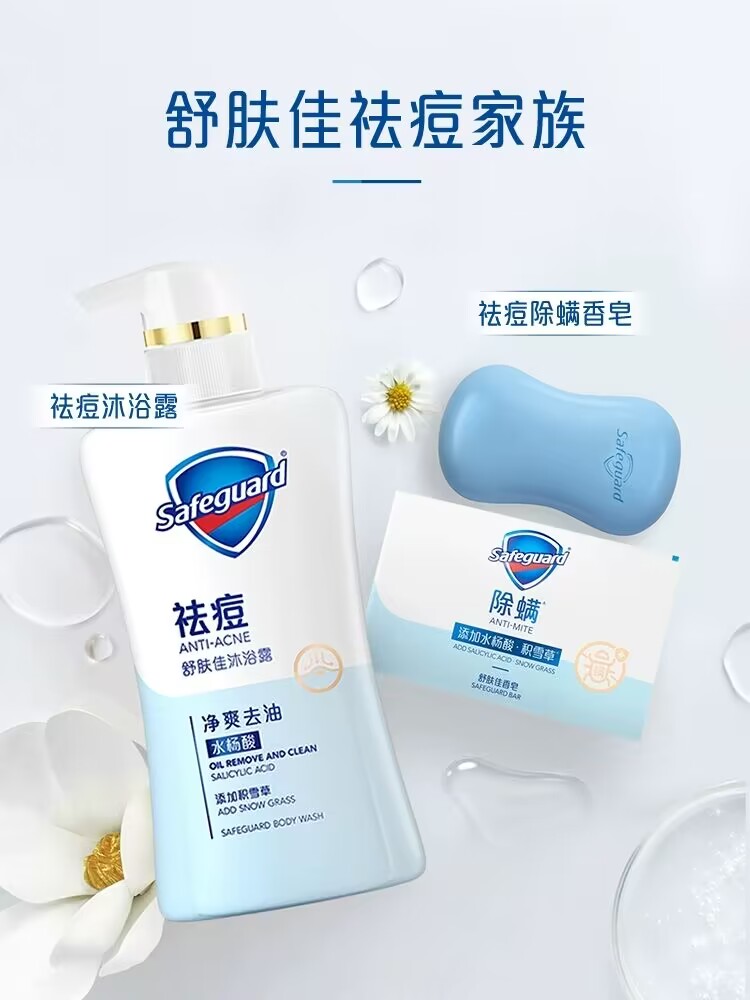 舒肤佳祛痘家族
祛痘除螨香皂
祛痘沐浴露
Safeguard®
祛痘
ANTI-ACNE
舒肤佳沐浴露
净爽去油
水杨酸
OIL REMOVE AND CLEAN
SALICYLIC ACID
添加积雪草
ADD SNOW GRASS
SAFEGUARD BODY WASH
Safeguard
Safeguard®
除螨*
ANTI-MITE
添加水杨酸·积雪草
ADD SALICYLIC ACID · SNOW GRASS
舒肤佳香皂
SAFEGUARD BAR